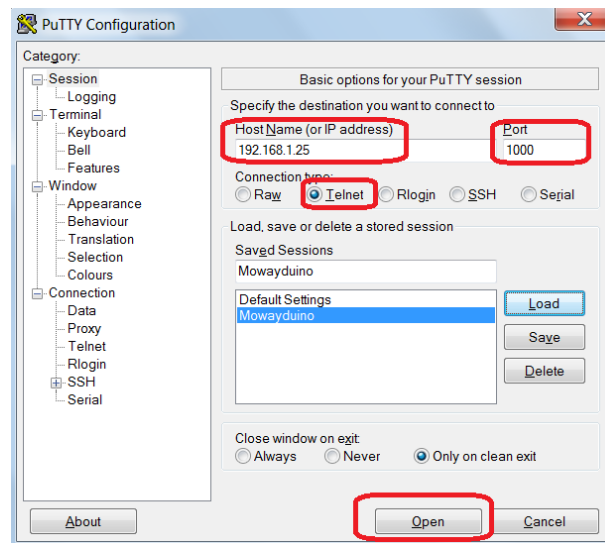 PuTTY Configuration
Category:
Session
Logging
Terminal
Keyboard
Bell
Features
Window
Appearance
Behaviour
Translation
Selection
Colours
Connection
Data
Proxy
Telnet
Rlogin
SSH
Serial
Basic options for your PuTTY session
Specify the destination you want to connect to
Host Name (or IP address) Port
192.168.1.25 1000
Connection type:
Raw Telnet Rlogin SSH Serial
Load, save or delete a stored session
Saved Sessions
Mowayduino
Default Settings
Mowayduino
Load
Save
Delete
Close window on exit:
Always Never Only on clean exit
About Open Cancel